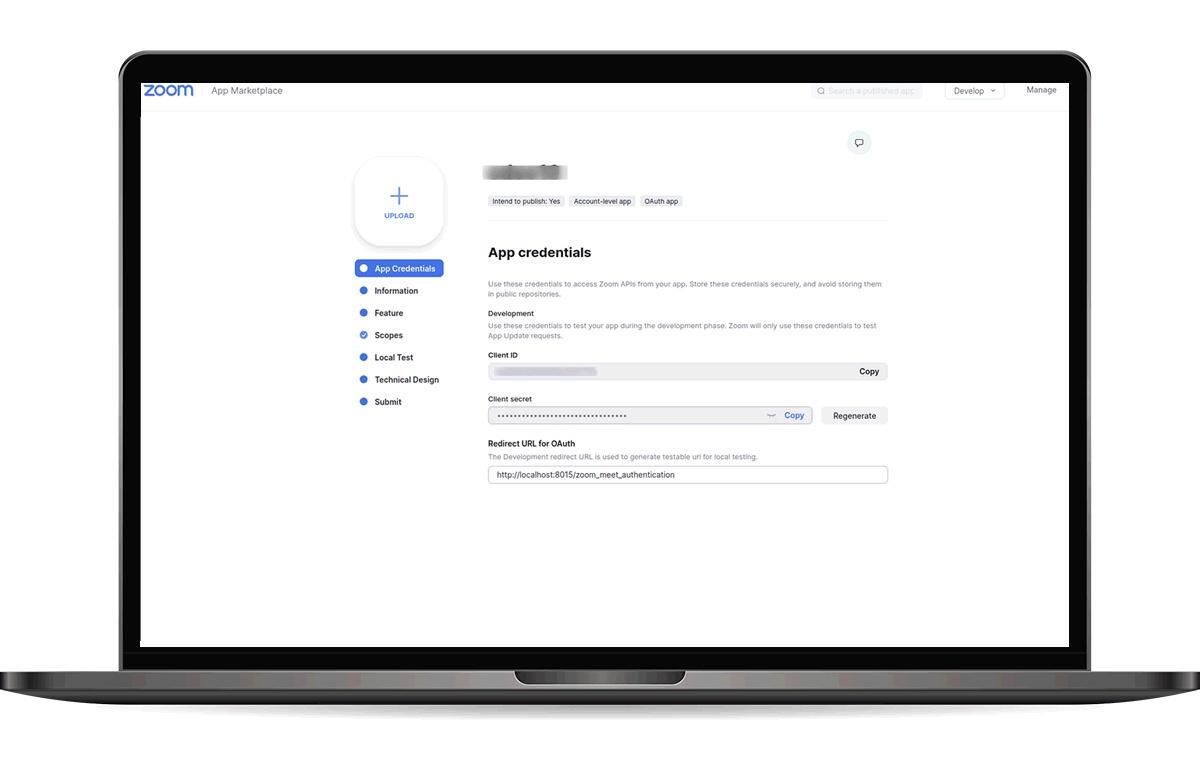 zoom App Marketplace
Search a published app
Develop
Manage
UPLOAD
Intend to publish: Yes
Account-level app
OAuth app
App Credentials
Information
Feature
Scopes
Local Test
Technical Design
Submit
App credentials
Use these credentials to access Zoom APIs from your app. Store these credentials securely, and avoid storing them
in public repositories.
Development
Use these credentials to test your app during the development phase. Zoom will only use these credentials to test
App Update requests.
Client ID
Copy
Client secret
Copy
Regenerate
Redirect URL for OAuth
The Development redirect URL is used to generate testable url for local testing.
http://localhost:8015/zoom_meet_authentication